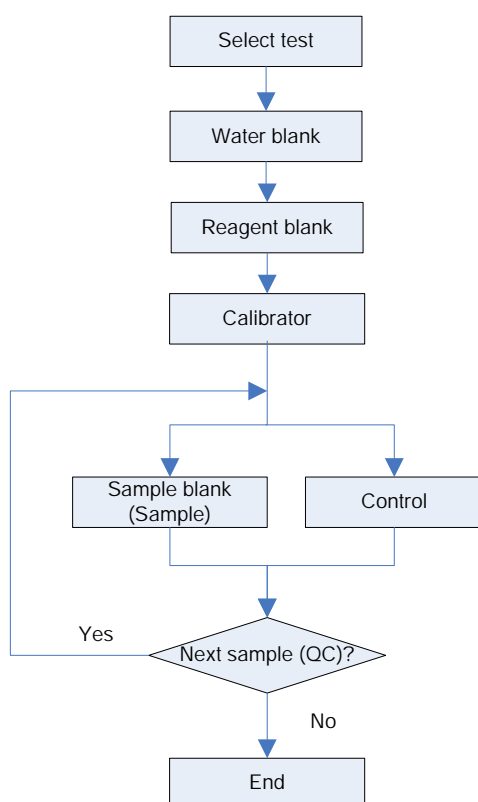 Select test
Water blank
Reagent blank
Calibrator
Sample blank
(Sample)
Control
Yes
Next sample (QC)?
No
End